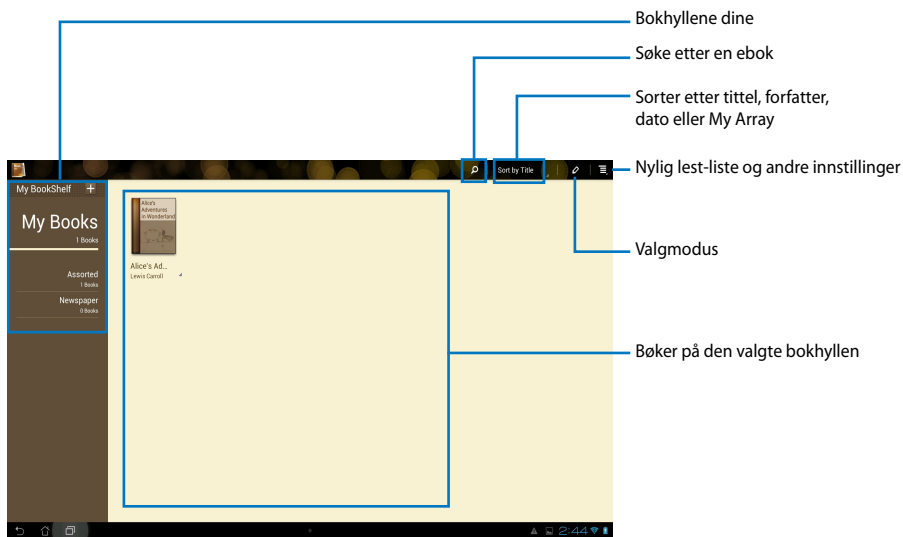 Bokhyllene dine
Søke etter en ebok
Sorter etter tittel, forfatter,
dato eller My Array
Sort by Title
Nylig lest-liste og andre innstillinger
My BookShelf
My Books
1 Books
Assorted
1 Books
Newspaper
0 Books
Alice's
Adventures
in Wonderland
Alice's Ad...
Lewis Carroll
Valgmodus
Bøker på den valgte bokhyllen
2:44